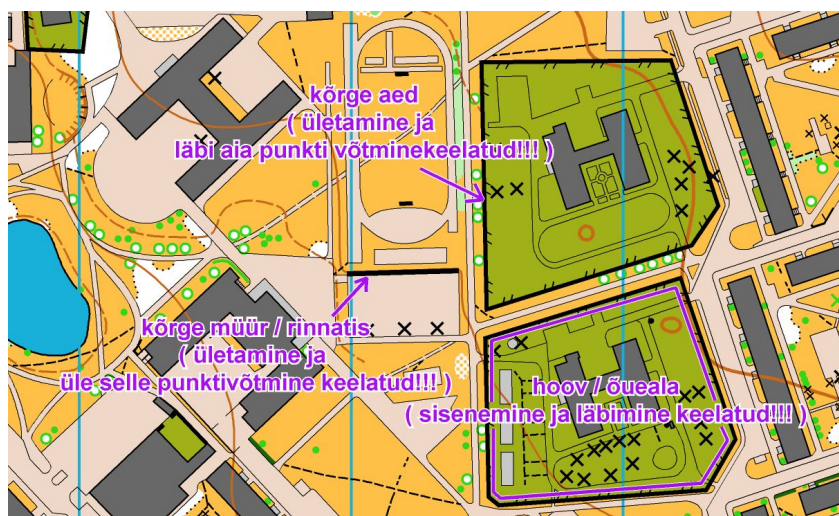 kõrge aed
( ületamine ja
läbi aia punkti võtminekeelatud!!! )
kõrge müür / rinnatis
( ületamine ja
üle selle punktivõtmine keelatud!!! )
hoov / õueala
( sisenemine ja läbimine keelatud!!! )